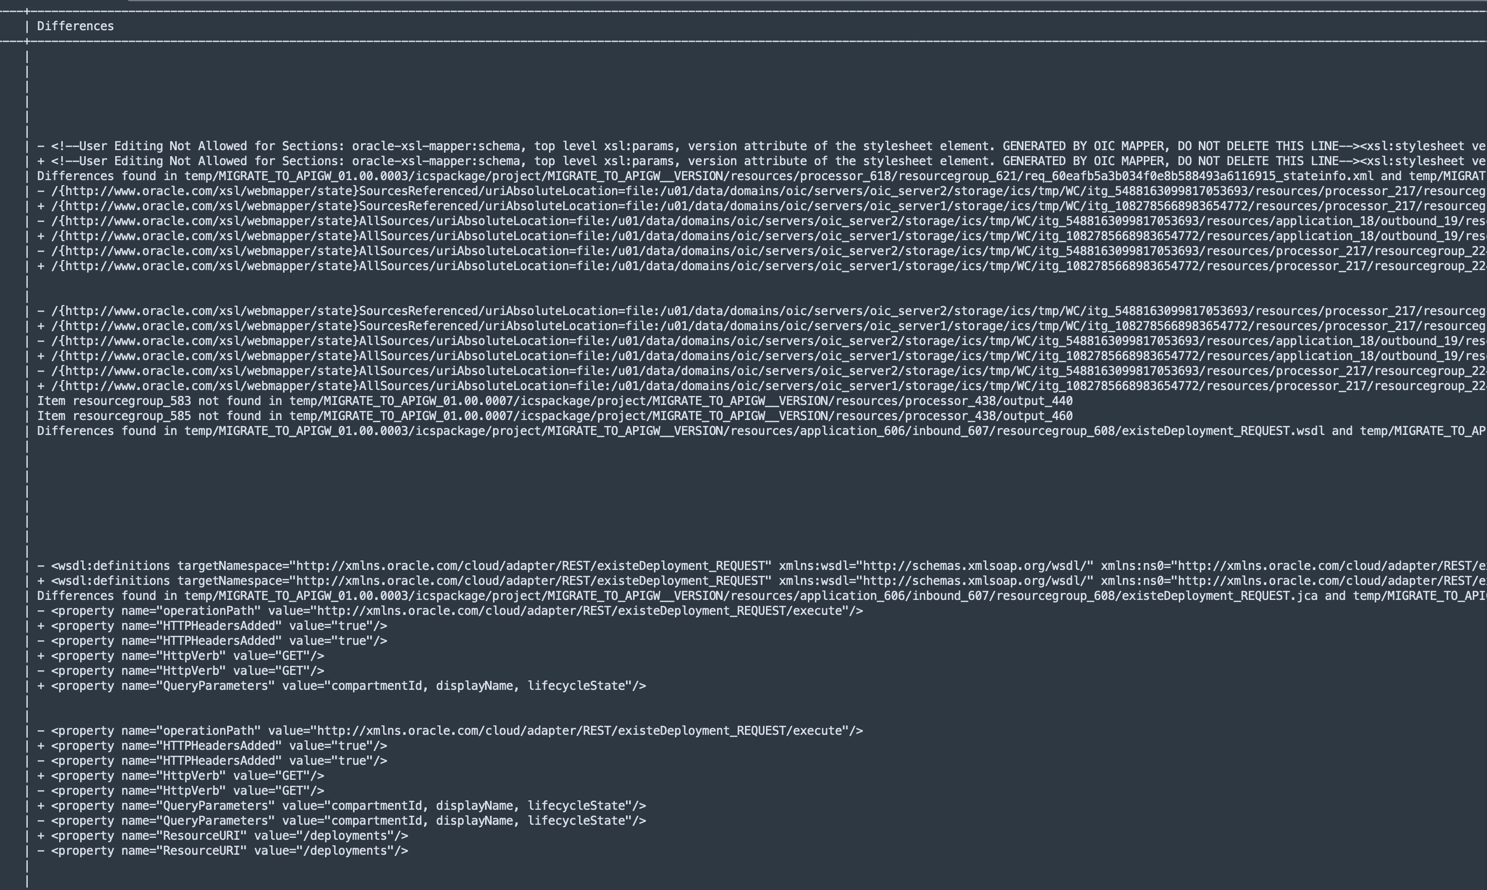 Differences
- <!--User Editing Not Allowed for Sections: oracle-xsl-mapper:schema, top level xsl:params, version attribute of the stylesheet element. GENERATED BY OIC MAPPER, DO NOT DELETE THIS LINE--><xsl:stylesheet ve
+ <!--User Editing Not Allowed for Sections: oracle-xsl-mapper:schema, top level xsl:params, version attribute of the stylesheet element. GENERATED BY OIC MAPPER, DO NOT DELETE THIS LINE--><xsl:stylesheet ve
Differences found in temp/MIGRATE_TO_APIGW_01.00.0003/icspackage/project/MIGRATE_TO_APIGW__VERSION/resources/processor_618/resourcegroup_621/req_60eafb5a3b034f0e8b588493a6116915_stateinfo.xml and temp/MIGRAT
- /{http://www.oracle.com/xsl/webmapper/state}SourcesReferenced/uriAbsoluteLocation=file:/u01/data/domains/oic/servers/oic_server2/storage/ics/tmp/WC/itg_5488163099817053693/resources/processor_217/resourceg
+ /{http://www.oracle.com/xsl/webmapper/state}SourcesReferenced/uriAbsoluteLocation=file:/u01/data/domains/oic/servers/oic_server1/storage/ics/tmp/WC/itg_1082785668983654772/resources/processor_217/resourceg
- /{http://www.oracle.com/xsl/webmapper/state}AllSources/uriAbsoluteLocation=file:/u01/data/domains/oic/servers/oic_server2/storage/ics/tmp/WC/itg_5488163099817053693/resources/application_18/outbound_19/res
+ /{http://www.oracle.com/xsl/webmapper/state}AllSources/uriAbsoluteLocation=file:/u01/data/domains/oic/servers/oic_server1/storage/ics/tmp/WC/itg_1082785668983654772/resources/application_18/outbound_19/res
- /{http://www.oracle.com/xsl/webmapper/state}AllSources/uriAbsoluteLocation=file:/u01/data/domains/oic/servers/oic_server2/storage/ics/tmp/WC/itg_5488163099817053693/resources/processor_217/resourcegroup_22
+ /{http://www.oracle.com/xsl/webmapper/state}AllSources/uriAbsoluteLocation=file:/u01/data/domains/oic/servers/oic_server1/storage/ics/tmp/WC/itg_1082785668983654772/resources/processor_217/resourcegroup_22
- /{http://www.oracle.com/xsl/webmapper/state}SourcesReferenced/uriAbsoluteLocation=file:/u01/data/domains/oic/servers/oic_server2/storage/ics/tmp/WC/itg_5488163099817053693/resources/processor_217/resourceg
+ /{http://www.oracle.com/xsl/webmapper/state}SourcesReferenced/uriAbsoluteLocation=file:/u01/data/domains/oic/servers/oic_server1/storage/ics/tmp/WC/itg_1082785668983654772/resources/processor_217/resourceg
- /{http://www.oracle.com/xsl/webmapper/state}AllSources/uriAbsoluteLocation=file:/u01/data/domains/oic/servers/oic_server2/storage/ics/tmp/WC/itg_5488163099817053693/resources/application_18/outbound_19/res
+ /{http://www.oracle.com/xsl/webmapper/state}AllSources/uriAbsoluteLocation=file:/u01/data/domains/oic/servers/oic_server1/storage/ics/tmp/WC/itg_1082785668983654772/resources/application_18/outbound_19/res
- /{http://www.oracle.com/xsl/webmapper/state}AllSources/uriAbsoluteLocation=file:/u01/data/domains/oic/servers/oic_server2/storage/ics/tmp/WC/itg_5488163099817053693/resources/processor_217/resourcegroup_22
+ /{http://www.oracle.com/xsl/webmapper/state}AllSources/uriAbsoluteLocation=file:/u01/data/domains/oic/servers/oic_server1/storage/ics/tmp/WC/itg_1082785668983654772/resources/processor_217/resourcegroup_22
Item resourcegroup_583 not found in temp/MIGRATE_TO_APIGW_01.00.0007/icspackage/project/MIGRATE_TO_APIGW__VERSION/resources/processor_438/output_440
Item resourcegroup_585 not found in temp/MIGRATE_TO_APIGW_01.00.0007/icspackage/project/MIGRATE_TO_APIGW__VERSION/resources/processor_438/output_460
Differences found in temp/MIGRATE_TO_APIGW_01.00.0003/icspackage/project/MIGRATE_TO_APIGW__VERSION/resources/application_606/inbound_607/resourcegroup_608/existeDeployment_REQUEST.wsdl and temp/MIGRATE_TO_AP
- <wsdl:definitions targetNamespace="http://xmlns.oracle.com/cloud/adapter/REST/existeDeployment_REQUEST" xmlns:wsdl="http://schemas.xmlsoap.org/wsdl/" xmlns:ns0="http://xmlns.oracle.com/cloud/adapter/REST/e
+ <wsdl:definitions targetNamespace="http://xmlns.oracle.com/cloud/adapter/REST/existeDeployment_REQUEST" xmlns:wsdl="http://schemas.xmlsoap.org/wsdl/" xmlns:ns0="http://xmlns.oracle.com/cloud/adapter/REST/e
Differences found in temp/MIGRATE_TO_APIGW_01.00.0003/icspackage/project/MIGRATE_TO_APIGW__VERSION/resources/application_606/inbound_607/resourcegroup_608/existeDeployment_REQUEST.jca and temp/MIGRATE_TO_API
- <property name="operationPath" value="http://xmlns.oracle.com/cloud/adapter/REST/existeDeployment_REQUEST/execute"/>
+ <property name="HTTPHeadersAdded" value="true"/>
- <property name="HTTPHeadersAdded" value="true"/>
+ <property name="HttpVerb" value="GET"/>
- <property name="HttpVerb" value="GET"/>
+ <property name="QueryParameters" value="compartmentId, displayName, lifecycleState"/>
- <property name="operationPath" value="http://xmlns.oracle.com/cloud/adapter/REST/existeDeployment_REQUEST/execute"/>
+ <property name="HTTPHeadersAdded" value="true"/>
- <property name="HTTPHeadersAdded" value="true"/>
+ <property name="HttpVerb" value="GET"/>
- <property name="HttpVerb" value="GET"/>
+ <property name="QueryParameters" value="compartmentId, displayName, lifecycleState"/>
- <property name="QueryParameters" value="compartmentId, displayName, lifecycleState"/>
+ <property name="ResourceURI" value="/deployments"/>
- <property name="ResourceURI" value="/deployments"/>